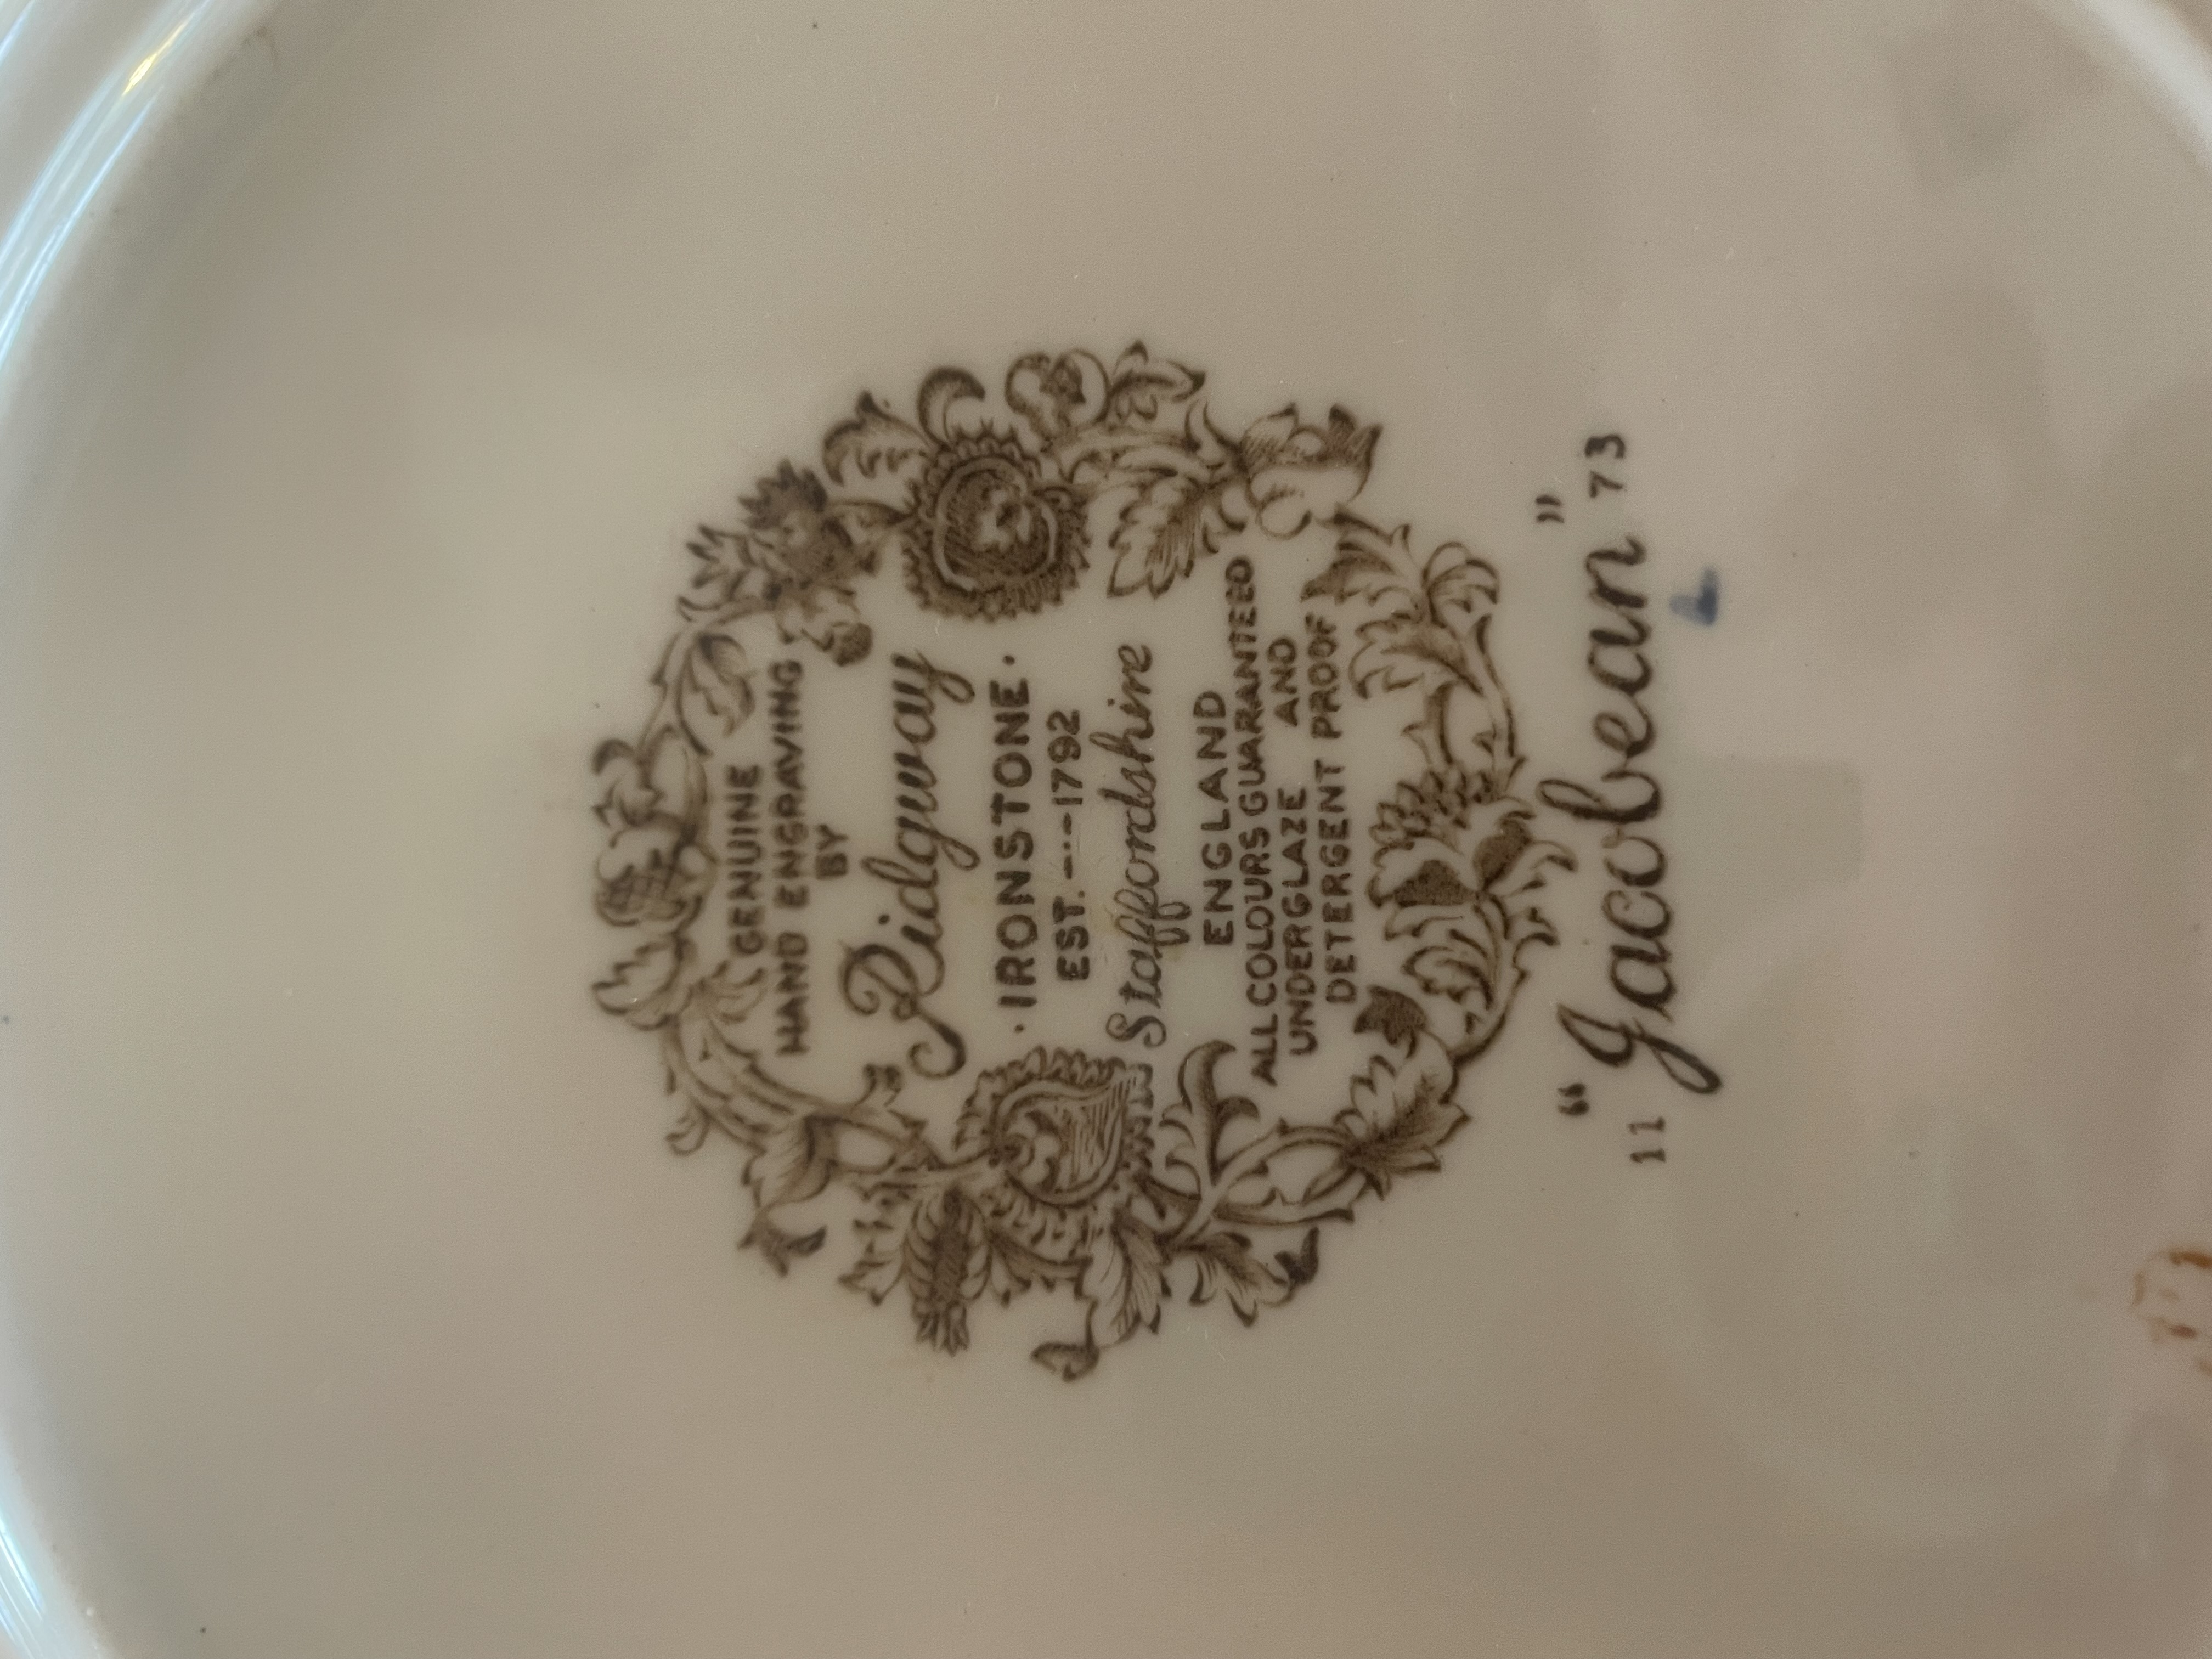 GENUINE
HAND ENGRAVING
BY
Ridgway
· IRONSTONE ·
EST. --·-- 1792
Staffordshire
ENGLAND
ALL COLOURS GUARANTEED
UNDERGLAZE AND
DETERGENT PROOF
11 "Jacobean" 73
L